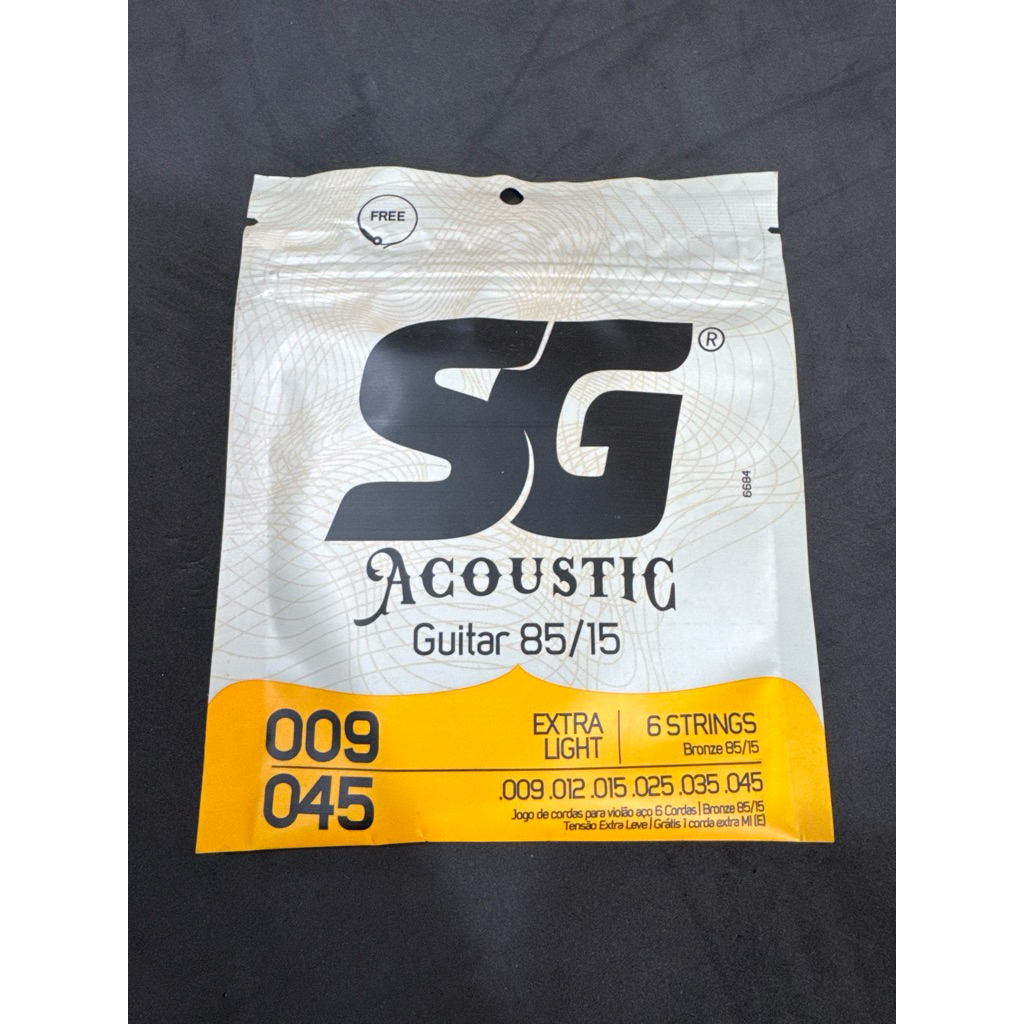 FREE
SG®
6684
ACOUSTIC
Guitar 85/15
009
045
EXTRA
LIGHT
6 STRINGS
Bronze 85/15
.009 .012 .015 .025 .035 .045
Jogo de cordas para violão aço 6 Cordas | Bronze 85/15
Tensão Extra Leve | Grátis 1 corda extra MI (E)